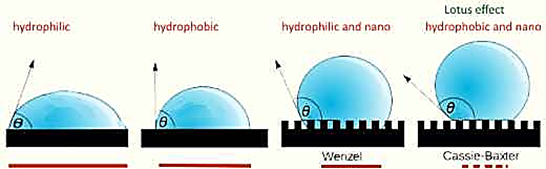 Lotus effect
hydrophilic
hydrophobic
hydrophilic and nano
hydrophobic and nano
θ
θ
θ
θ
Wenzel
Cassie-Baxter